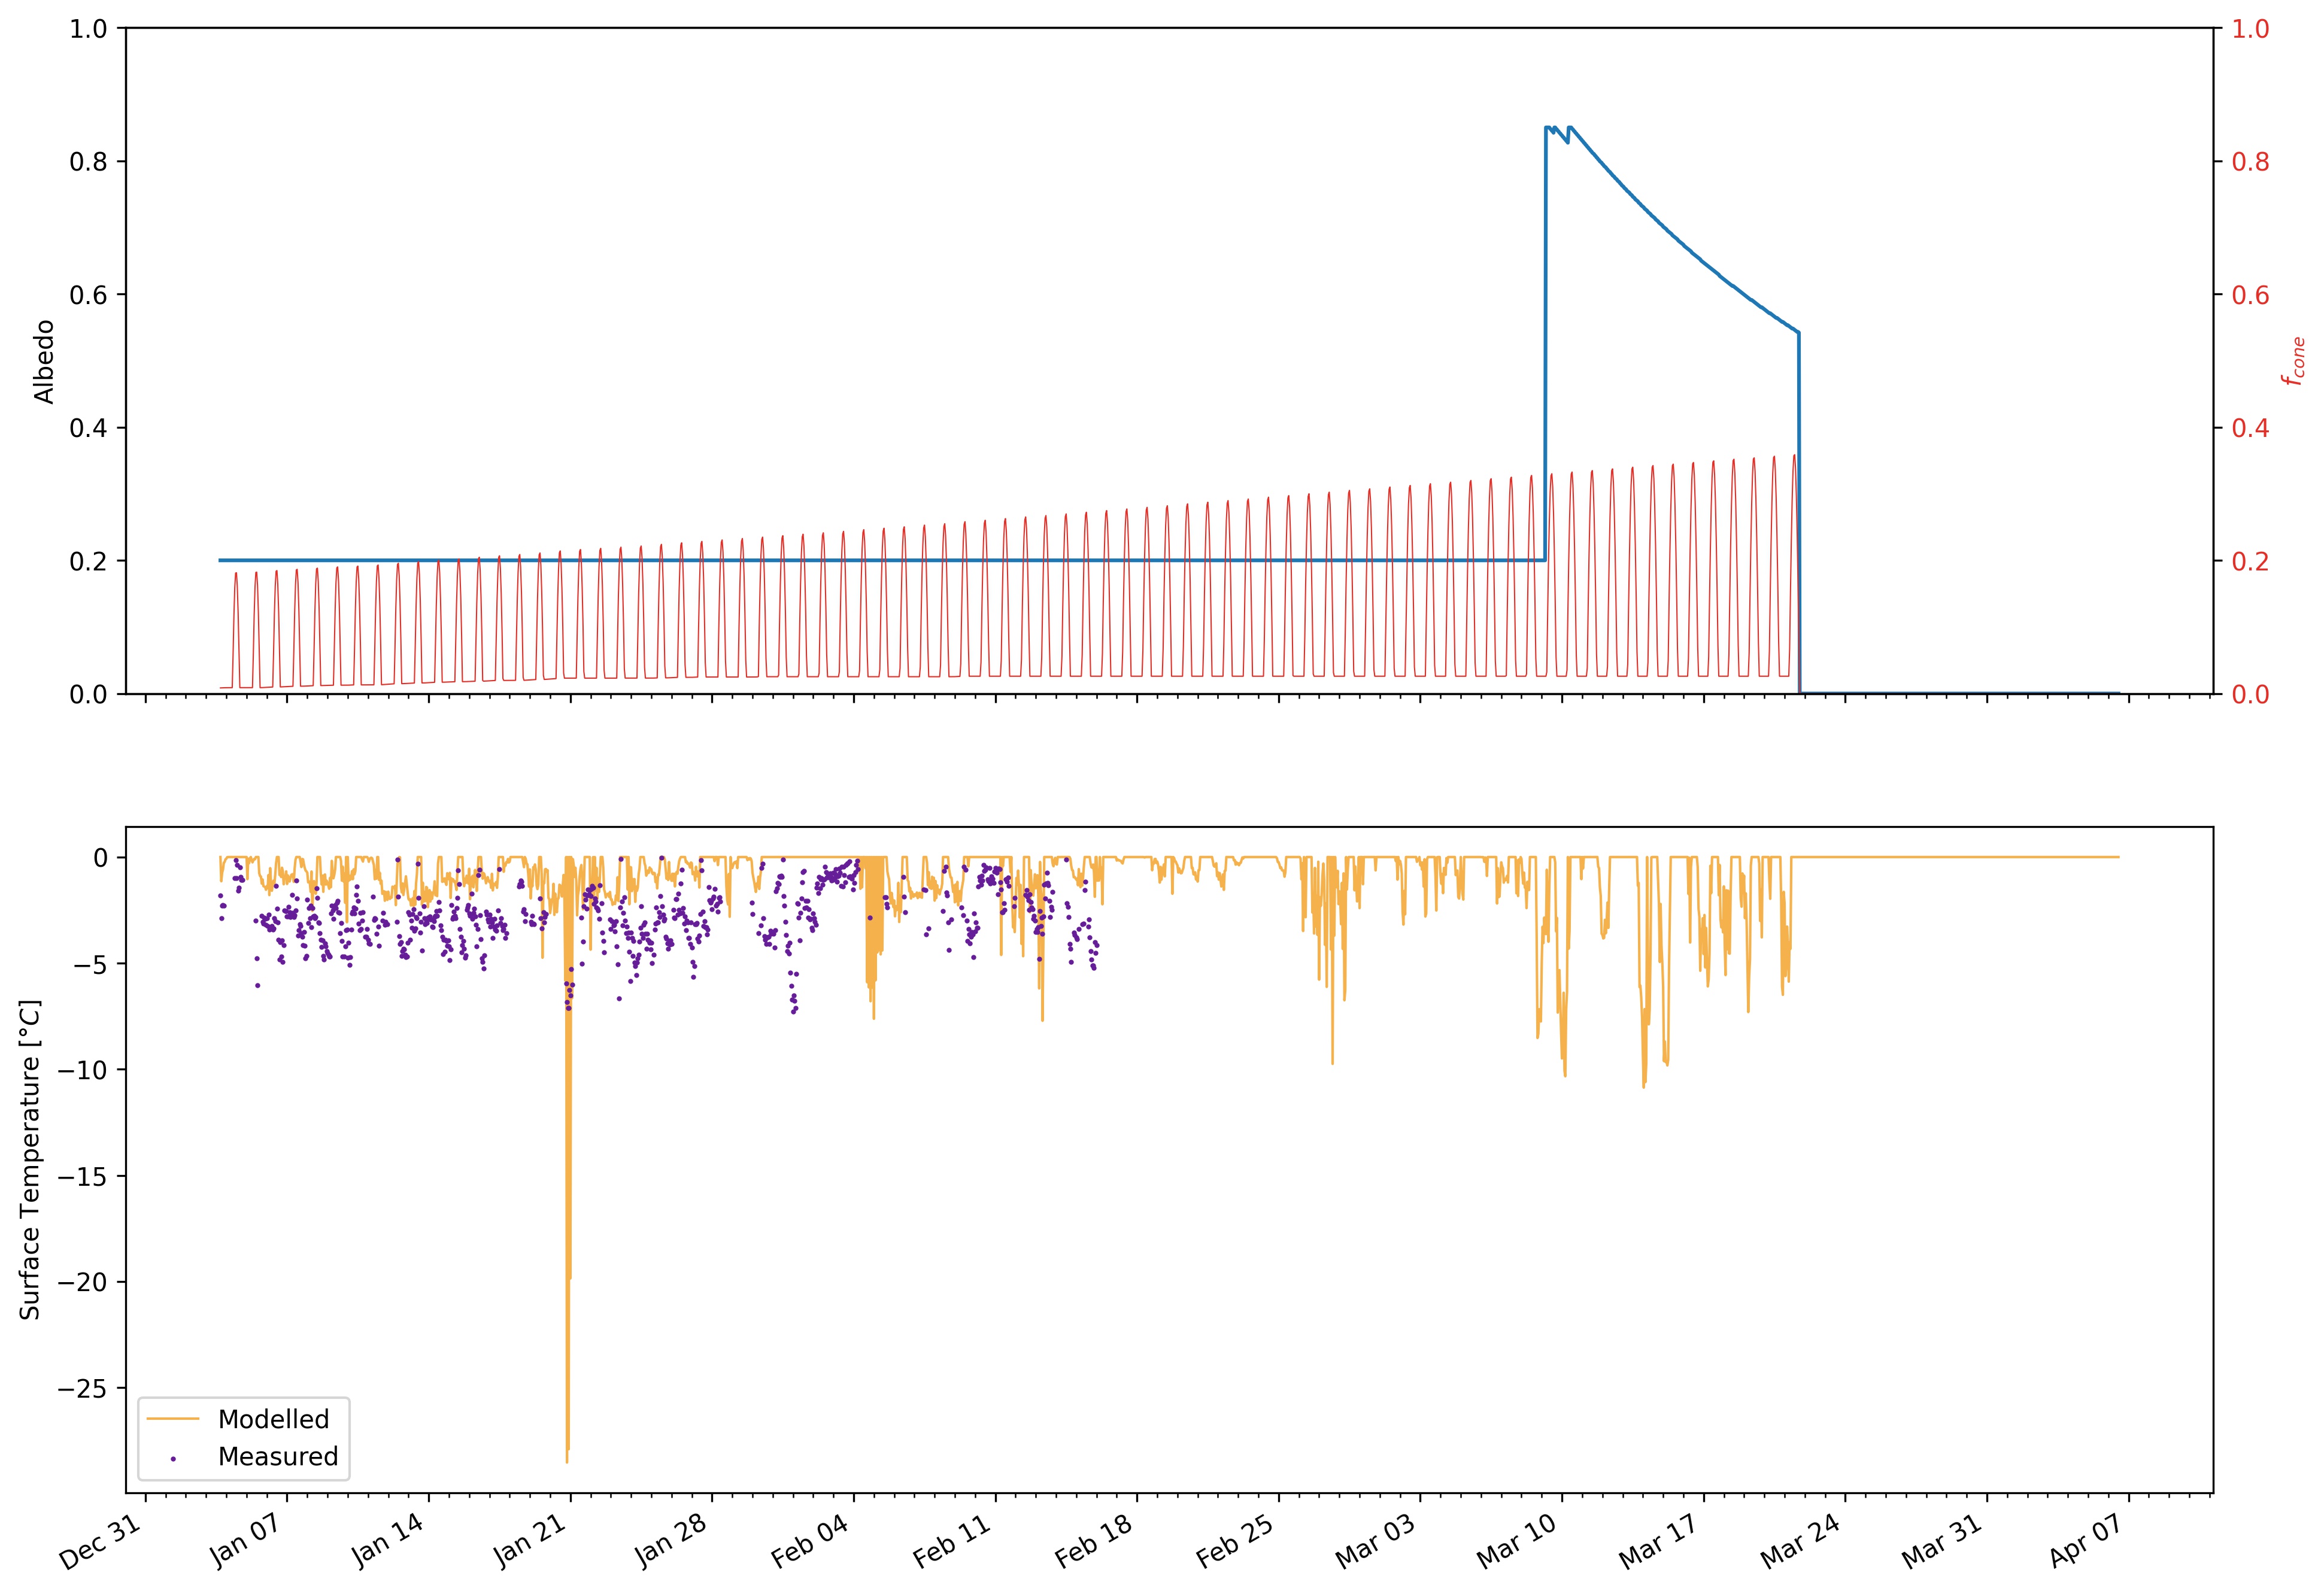 1.0
0.8
0.6
0.4
0.2
0.0
Albedo
1.0
0.8
0.6
0.4
0.2
0.0
f_cone
0
−5
−10
−15
−20
−25
Surface Temperature [°C]
Modelled
Measured
Dec 31
Jan 07
Jan 14
Jan 21
Jan 28
Feb 04
Feb 11
Feb 18
Feb 25
Mar 03
Mar 10
Mar 17
Mar 24
Mar 31
Apr 07